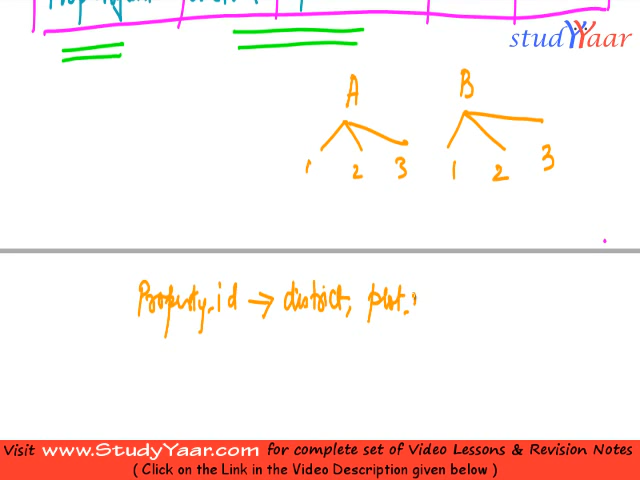 studYYaar
A B
1 2 3 1 2 3
Property_id → district, plot.
Visit www.StudyYaar.com for complete set of Video Lessons & Revision Notes
( Click on the Link in the Video Description given below )